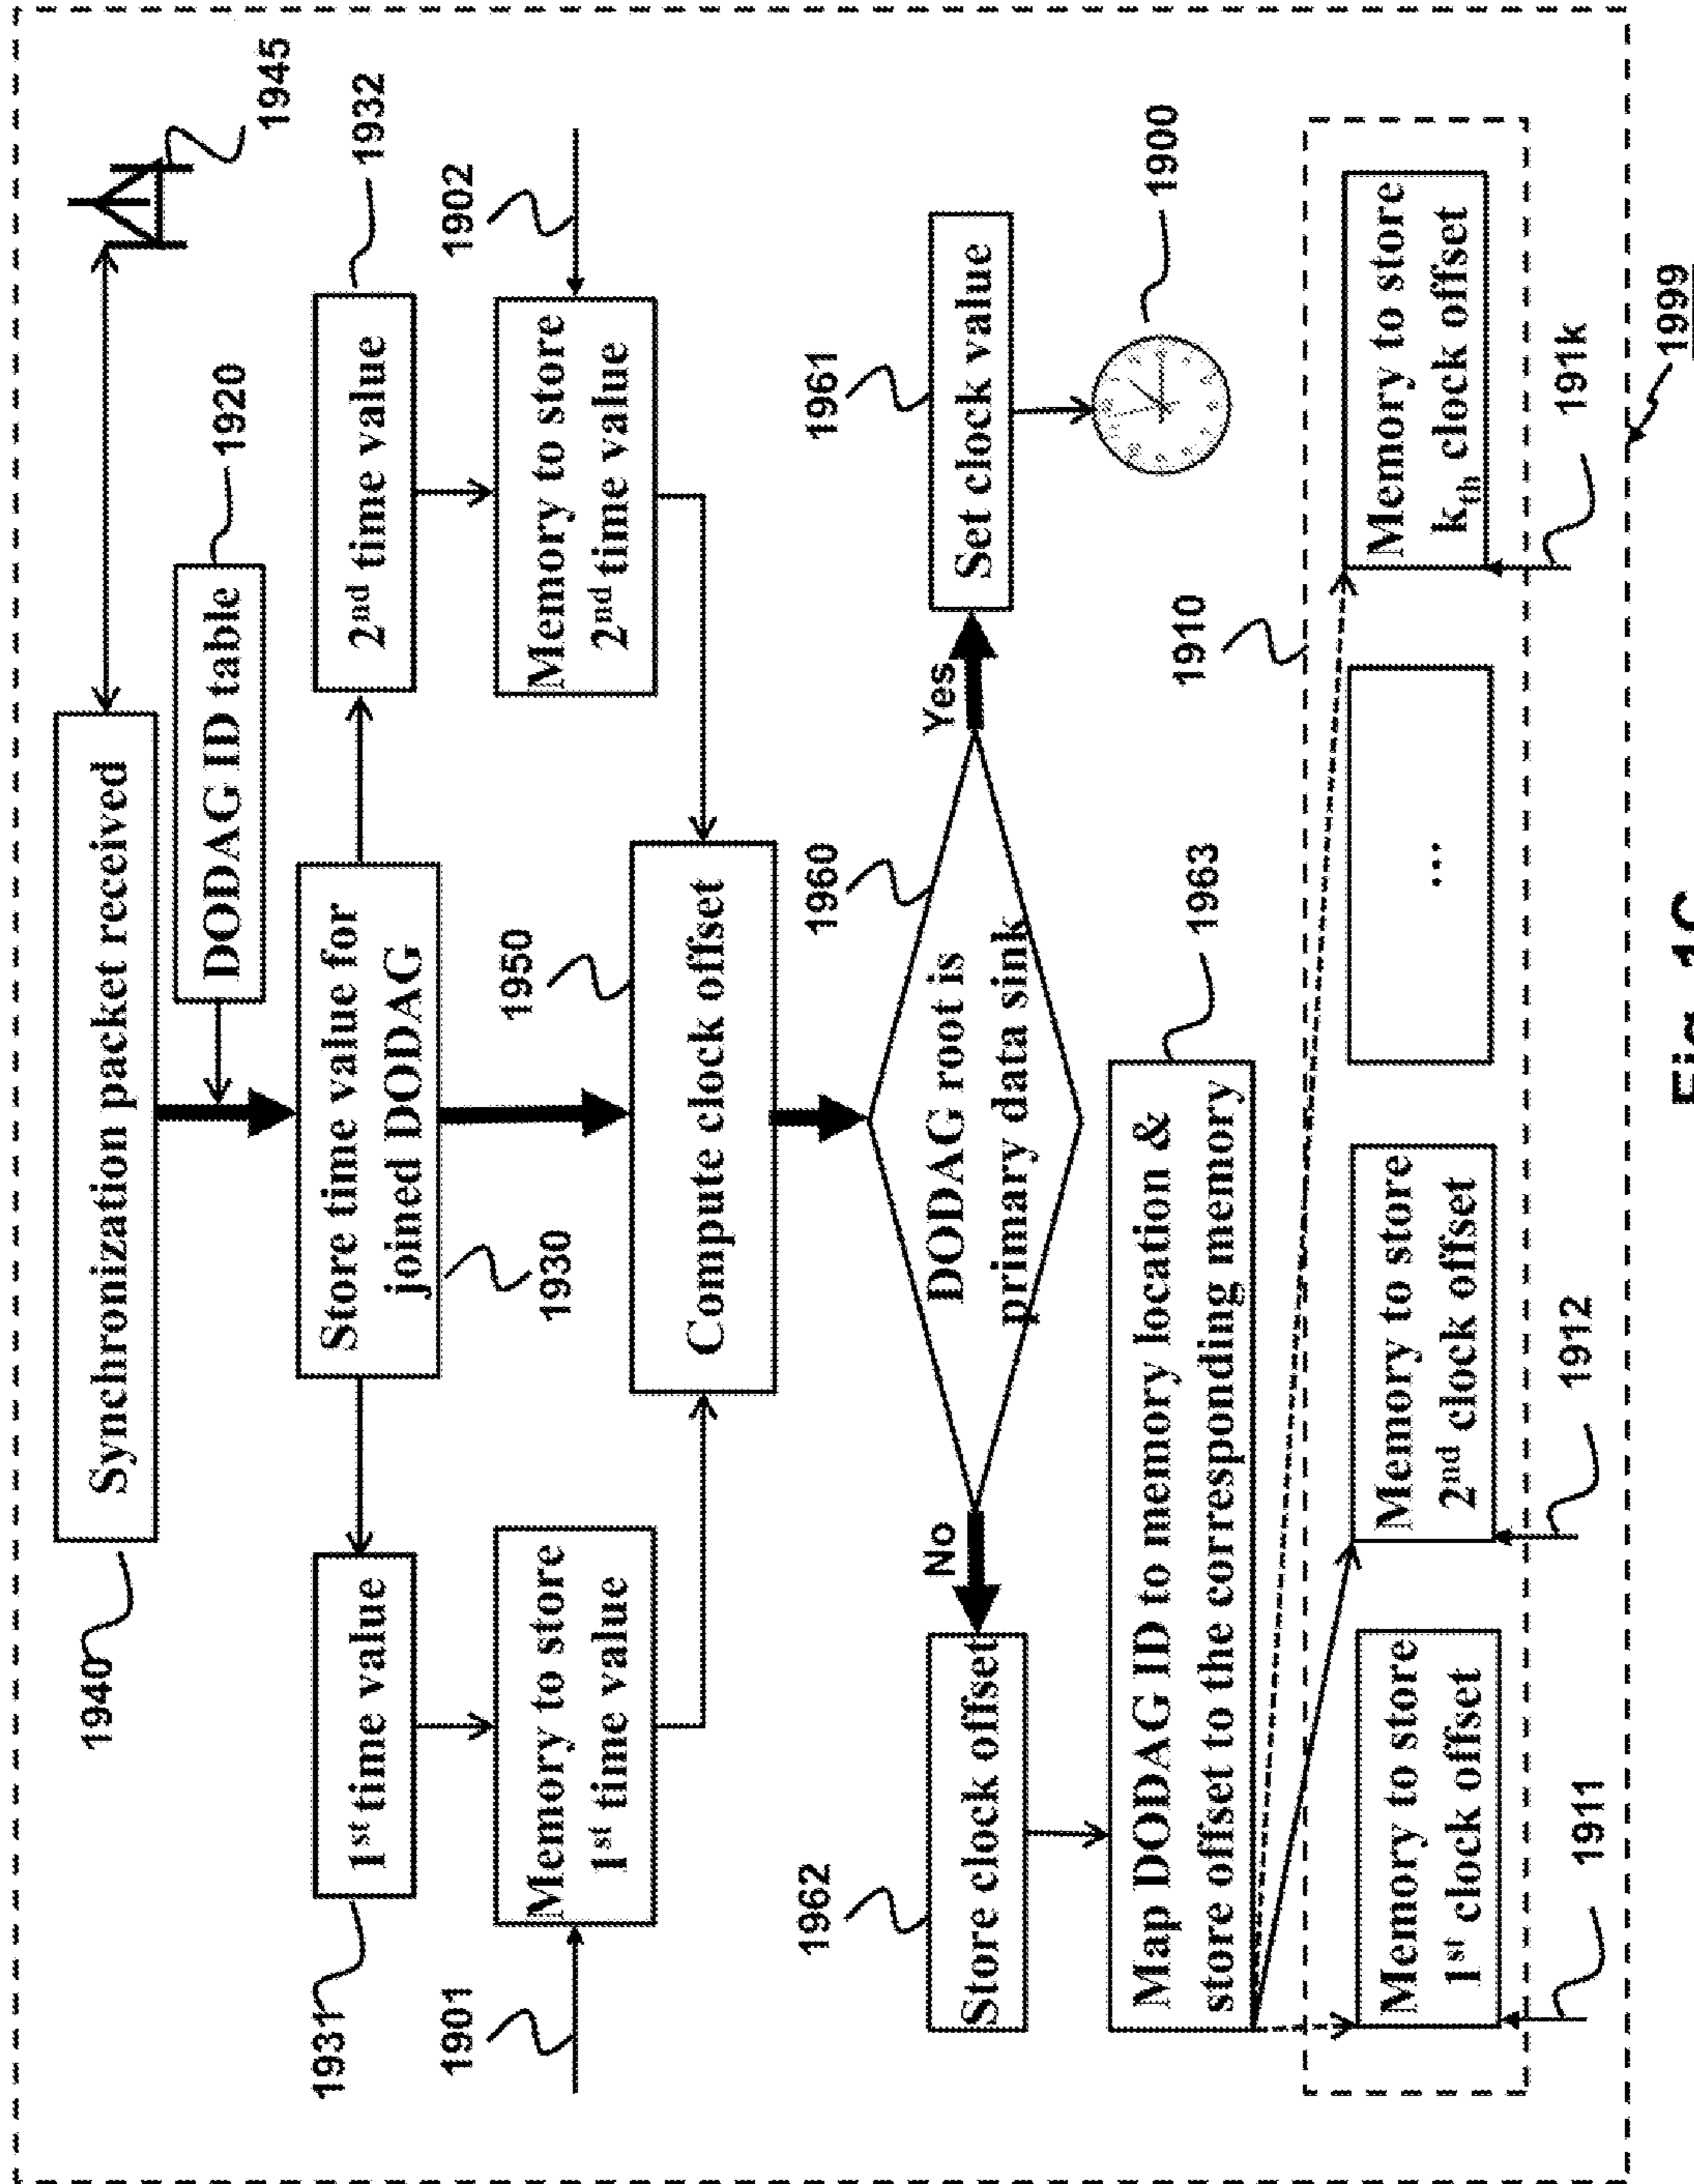 1945
Synchronization packet received
1940
DODAG ID table
1920
Store time value for
joined DODAG
1930
1st time value
1931
2nd time value
1932
Memory to store
1st time value
1901
Memory to store
2nd time value
1902
Compute clock offset
1950
DODAG root is
primary data sink
1960
No
Yes
Store clock offset
1962
Set clock value
1961
1900
Map DODAG ID to memory location &
store offset to the corresponding memory
1963
1910
Memory to store
1st clock offset
1911
Memory to store
2nd clock offset
1912
...
Memory to store
kth clock offset
191k
1999